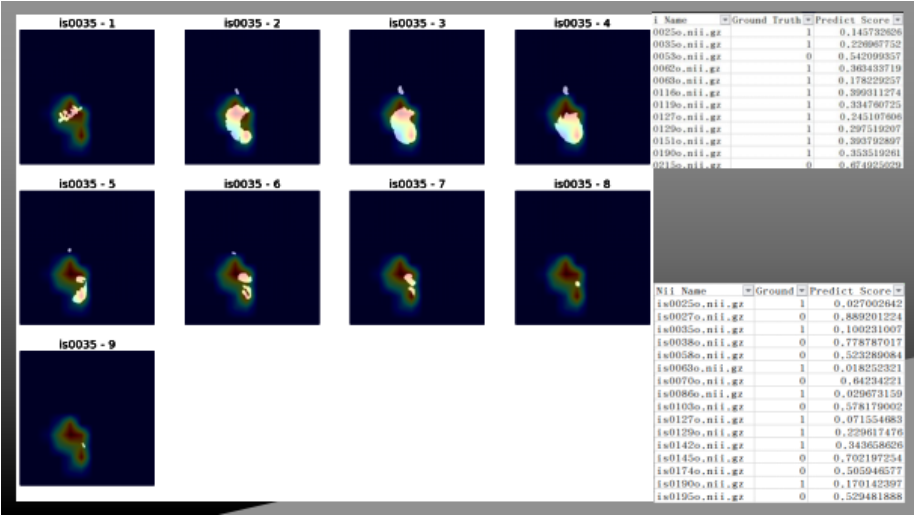 is0035 - 1
is0035 - 2
is0035 - 3
is0035 - 4
is0035 - 5
is0035 - 6
is0035 - 7
is0035 - 8
is0035 - 9
i Name Ground Truth Predict Score
0025o.nii.gz 1 0.145732626
0035o.nii.gz 1 0.226967752
0053o.nii.gz 0 0.542099357
0062o.nii.gz 1 0.363433719
0063o.nii.gz 1 0.178229257
0116o.nii.gz 1 0.399311274
0119o.nii.gz 1 0.334760725
0127o.nii.gz 1 0.245107606
0129o.nii.gz 1 0.297519207
0151o.nii.gz 1 0.393792897
0190o.nii.gz 1 0.353519261
0215o.nii.gz 0 0.674925029
Nii Name Ground Predict Score
is0025o.nii.gz 1 0.027002642
is0027o.nii.gz 0 0.889201224
is0035o.nii.gz 1 0.100231007
is0038o.nii.gz 0 0.778787017
is0058o.nii.gz 0 0.523289084
is0063o.nii.gz 1 0.018252321
is0070o.nii.gz 0 0.64234221
is0086o.nii.gz 1 0.029673159
is0103o.nii.gz 0 0.578179002
is0127o.nii.gz 1 0.071554683
is0129o.nii.gz 1 0.229617476
is0142o.nii.gz 1 0.343658626
is0145o.nii.gz 0 0.702197254
is0174o.nii.gz 0 0.505946577
is0190o.nii.gz 1 0.170142397
is0195o.nii.gz 0 0.529481888